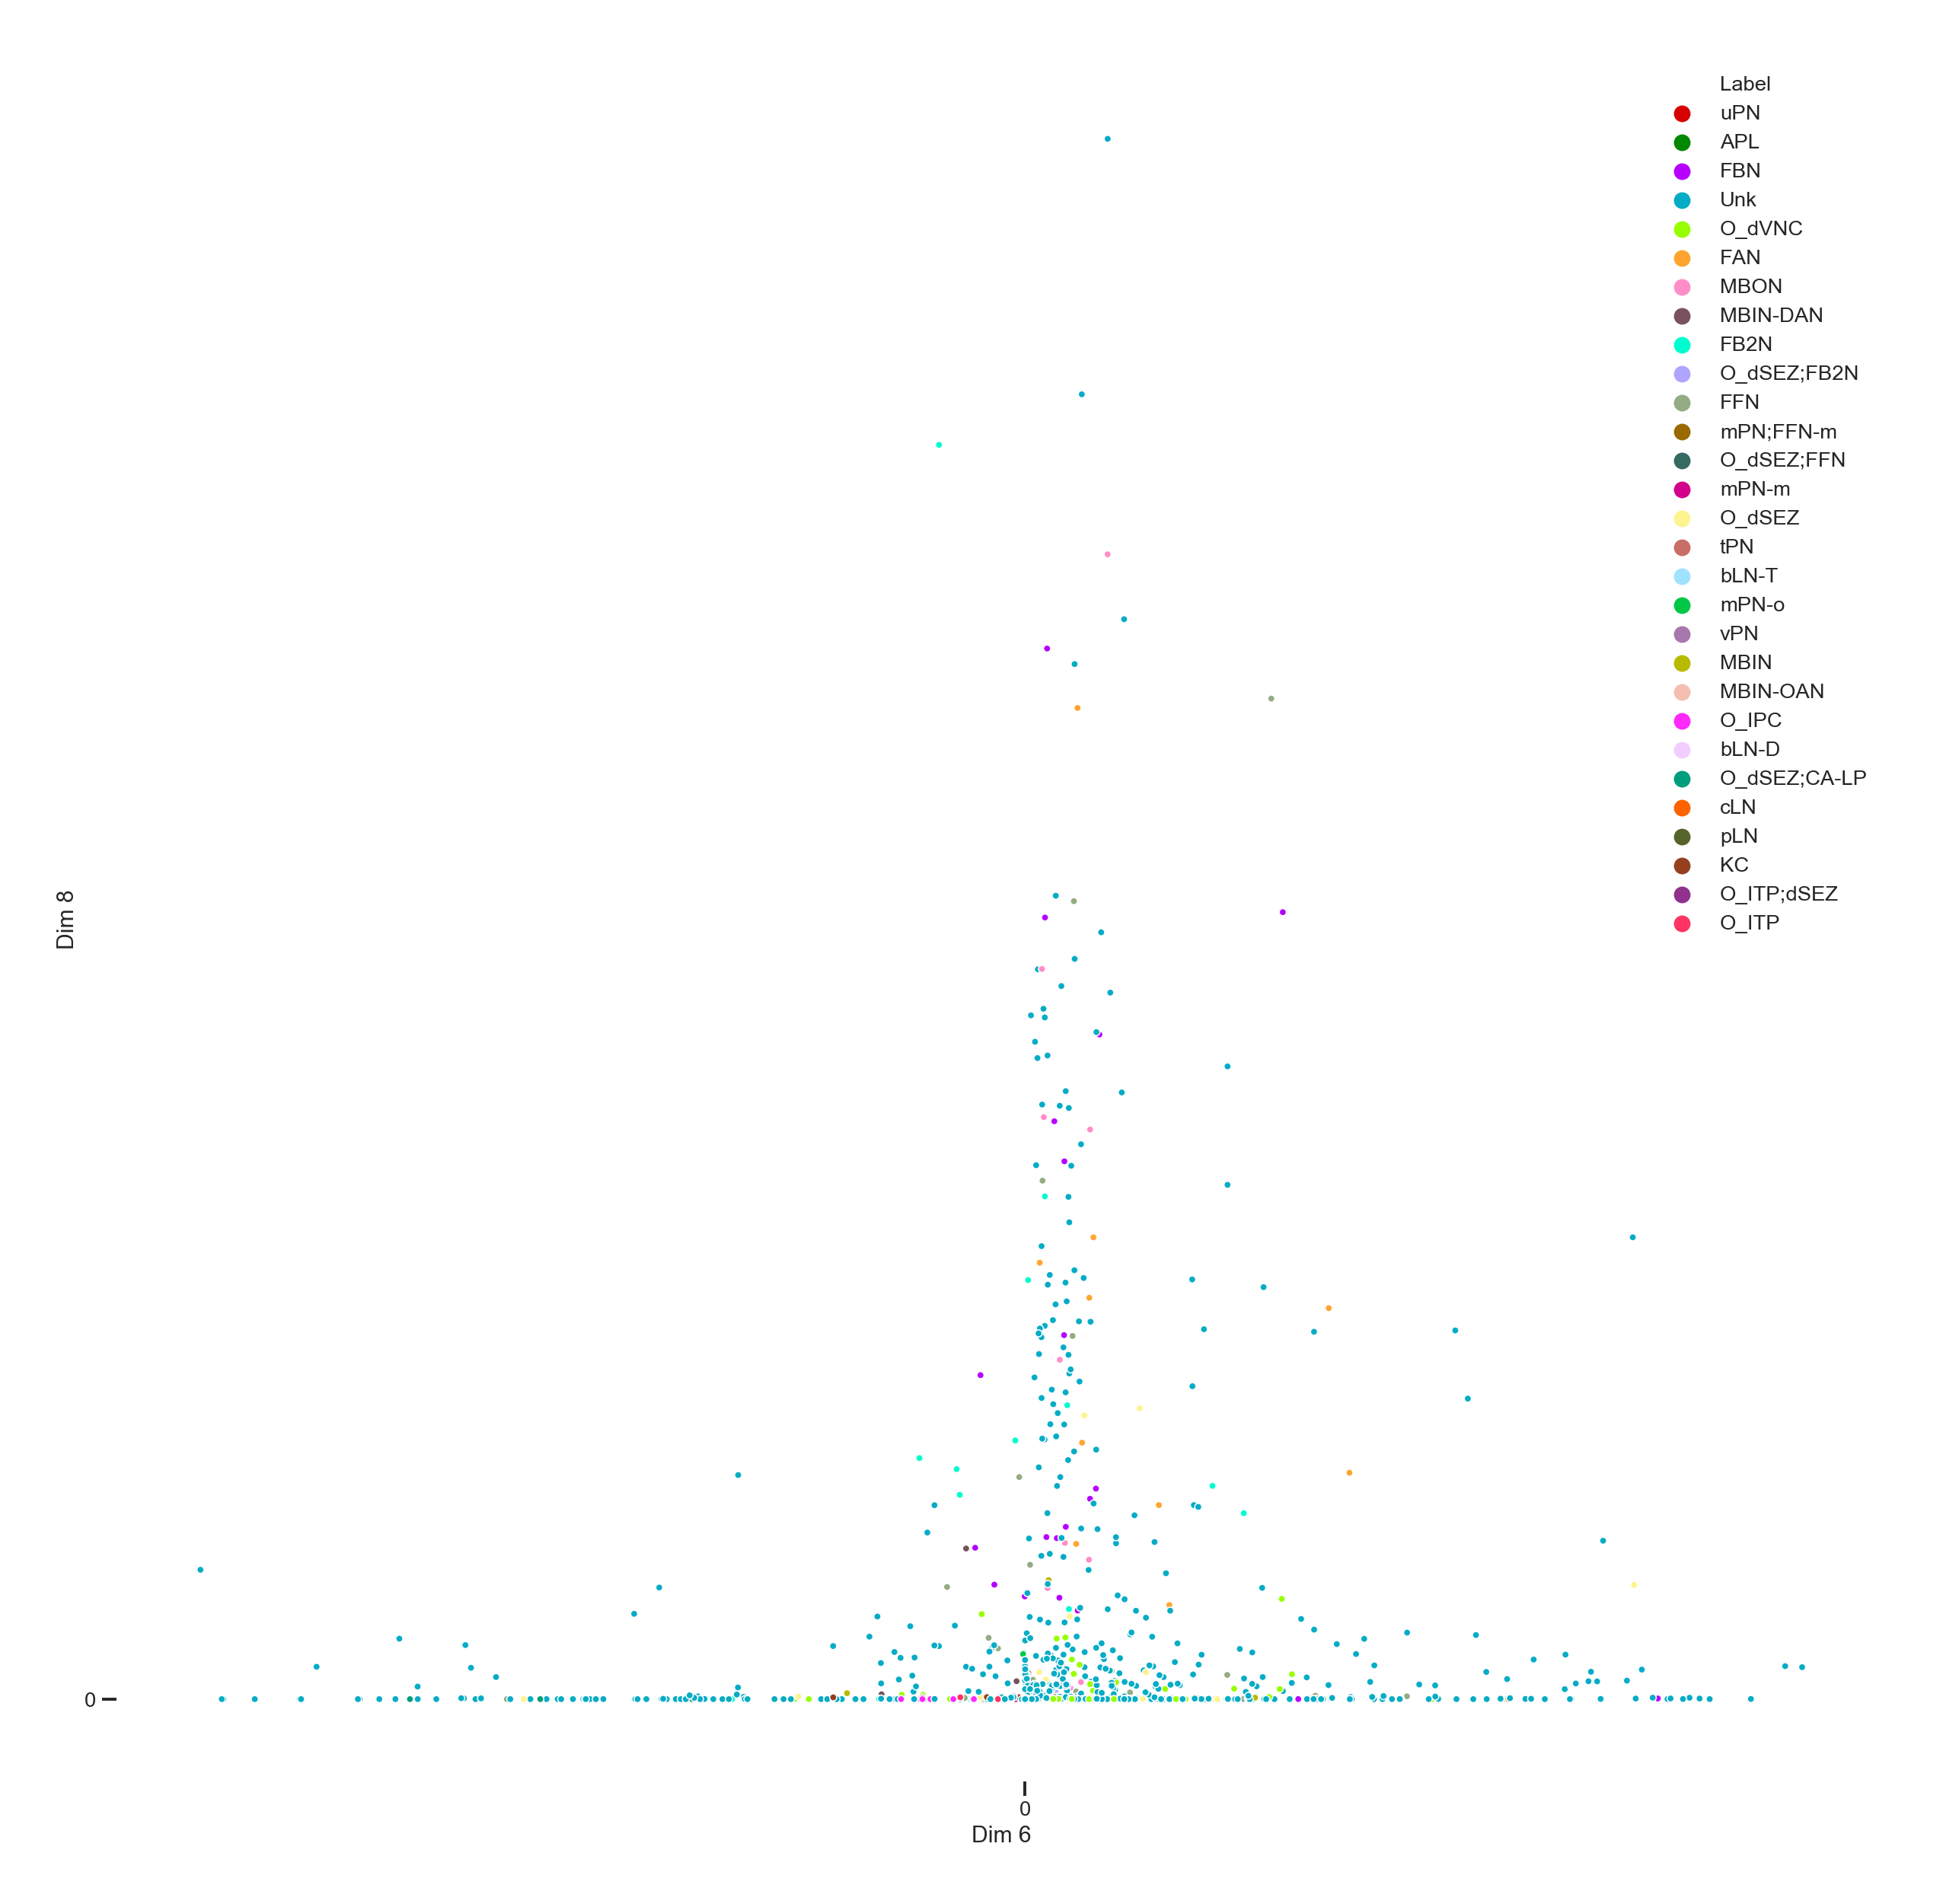 Label
uPN
APL
FBN
Unk
O_dVNC
FAN
MBON
MBIN-DAN
FB2N
O_dSEZ;FB2N
FFN
mPN;FFN-m
O_dSEZ;FFN
mPN-m
O_dSEZ
tPN
bLN-T
mPN-o
vPN
MBIN
MBIN-OAN
O_IPC
bLN-D
O_dSEZ;CA-LP
cLN
pLN
KC
O_ITP;dSEZ
O_ITP
Dim 8
0
0
Dim 6